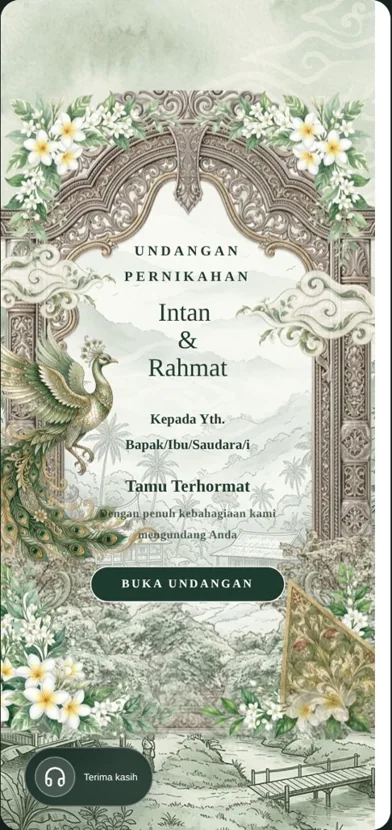 UNDANGAN
PERNIKAHAN
Intan
&
Rahmat
Kepada Yth.
Bapak/Ibu/Saudara/i
Tamu Terhormat
Dengan penuh kebahagiaan kami
mengundang Anda
BUKA UNDANGAN
Terima kasih